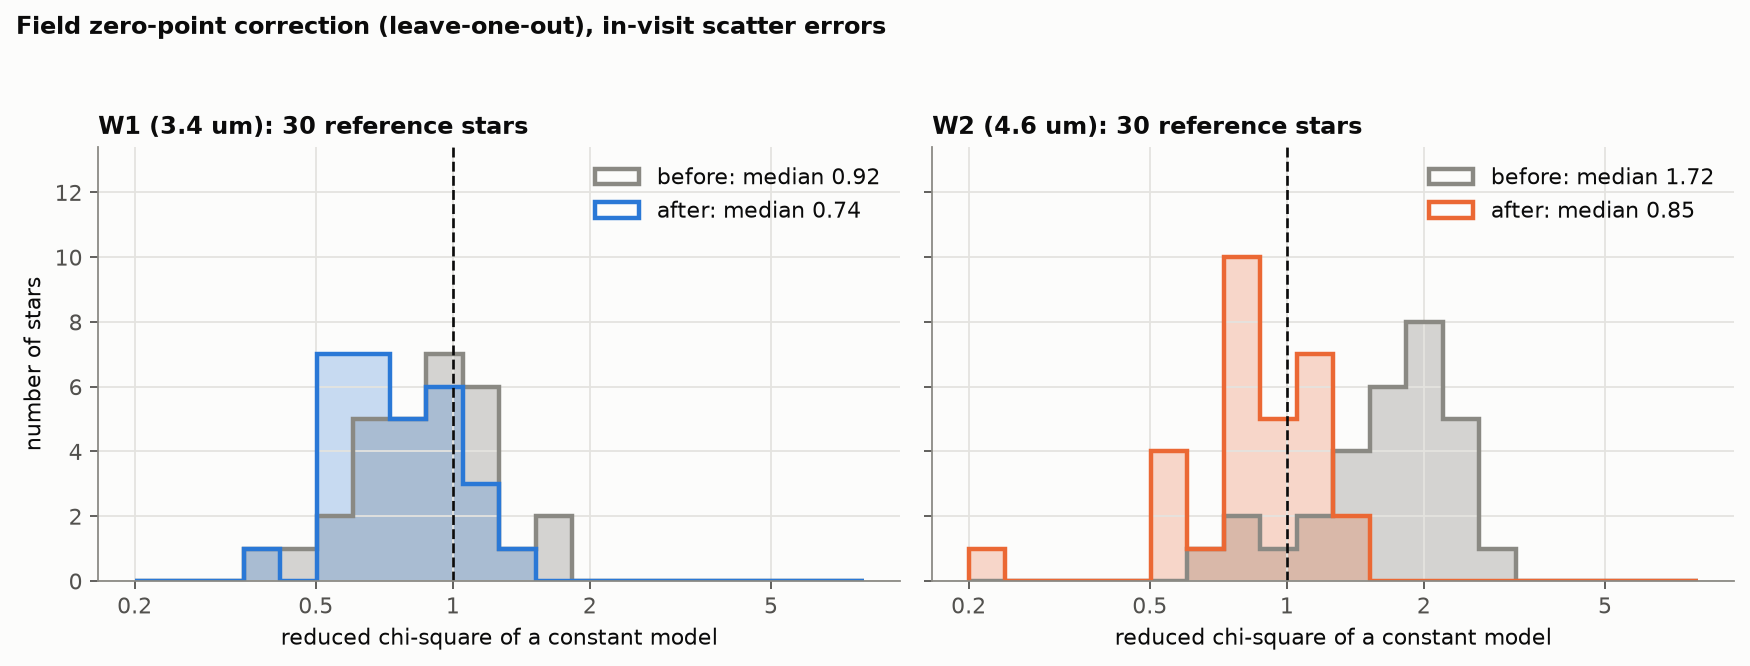 Field zero-point correction (leave-one-out), in-visit scatter errors
W1 (3.4 um): 30 reference stars
before: median 0.92
after: median 0.74
number of stars
12
10
8
6
4
2
0
0.2
0.5
1
2
5
reduced chi-square of a constant model
W2 (4.6 um): 30 reference stars
before: median 1.72
after: median 0.85
0.2
0.5
1
2
5
reduced chi-square of a constant model